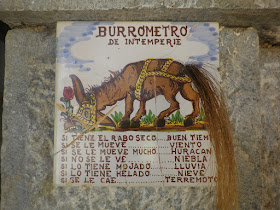 BURROMETRO
DE INTEMPERIE
SI TIENE EL RABO SECO... BUEN TIEM
SI SE LE MUEVE ........ VIENTO
SI SE LE MUEVE MUCHO.. HURACAN
SI NO SE LE VE ........ NIEBLA
SI LO TIENE MOJADO .... LLUVIA
SI LO TIENE HELADO .... NIEVE
SI SE LE CAE .......... TERREMOTO